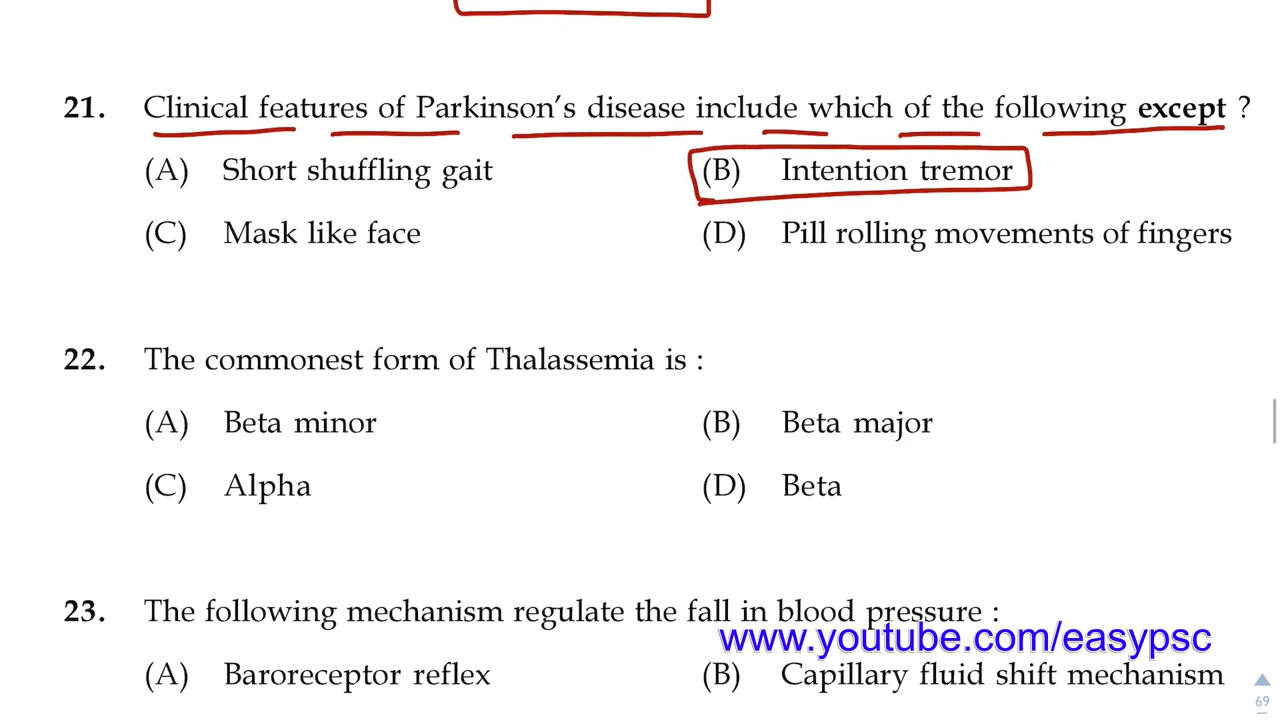 21. Clinical features of Parkinson's disease include which of the following except ?
(A) Short shuffling gait (B) Intention tremor
(C) Mask like face (D) Pill rolling movements of fingers
22. The commonest form of Thalassemia is :
(A) Beta minor (B) Beta major
(C) Alpha (D) Beta
23. The following mechanism regulate the fall in blood pressure :
www.youtube.com/easypsc
(A) Baroreceptor reflex (B) Capillary fluid shift mechanism
69